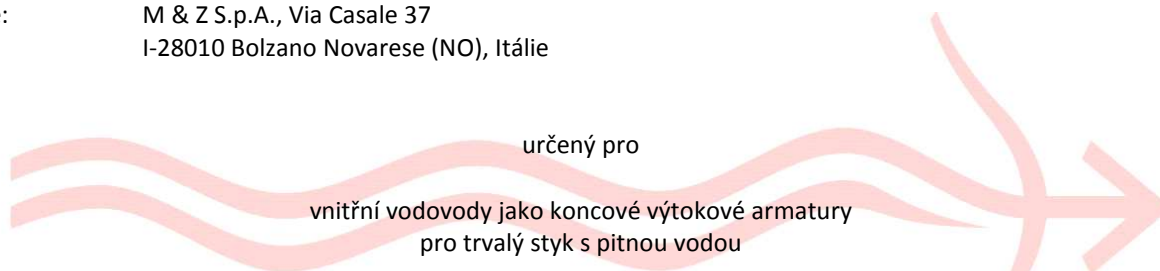 M & Z S.p.A., Via Casale 37
I-28010 Bolzano Novarese (NO), Itálie
určený pro
vnitřní vodovody jako koncové výtokové armatury
pro trvalý styk s pitnou vodou